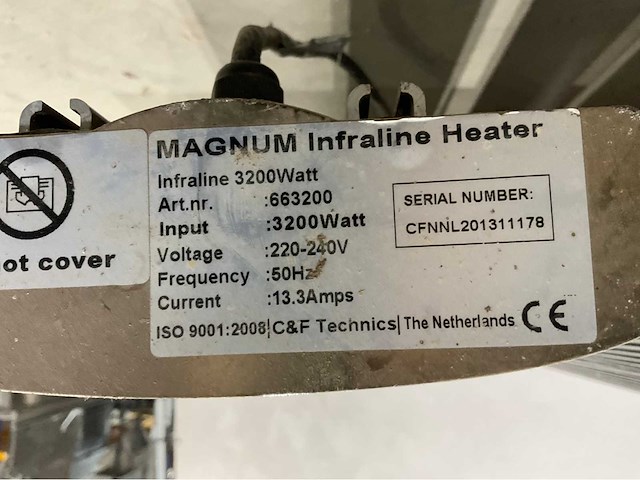 MAGNUM Infraline Heater
Infraline 3200Watt
Art.nr. :663200
Input :3200Watt
Voltage :220-240V
Frequency :50Hz
Current :13.3Amps
SERIAL NUMBER:
CFNNL201311178
ISO 9001:2008|C&F Technics|The Netherlands CE
ot cover